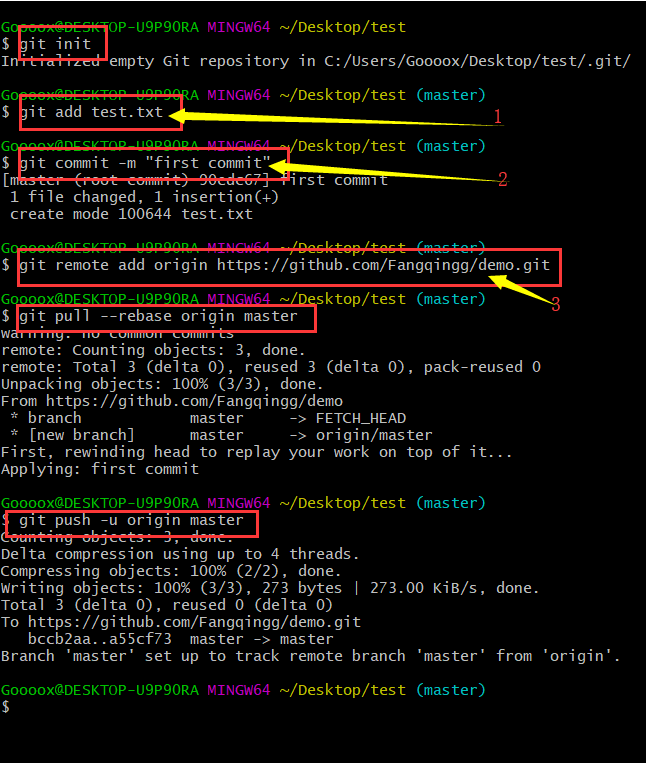 Goooox@DESKTOP-U9P90RA MINGW64 ~/Desktop/test
$ git init
Initialized empty Git repository in C:/Users/Goooox/Desktop/test/.git/
Goooox@DESKTOP-U9P90RA MINGW64 ~/Desktop/test (master)
$ git add test.txt
1
Goooox@DESKTOP-U9P90RA MINGW64 ~/Desktop/test (master)
$ git commit -m "first commit"
2
[master (root-commit) 90cdc67] first commit
 1 file changed, 1 insertion(+)
 create mode 100644 test.txt
Goooox@DESKTOP-U9P90RA MINGW64 ~/Desktop/test (master)
$ git remote add origin https://github.com/Fangqingg/demo.git
3
Goooox@DESKTOP-U9P90RA MINGW64 ~/Desktop/test (master)
$ git pull --rebase origin master
warning: no common commits
remote: Counting objects: 3, done.
remote: Total 3 (delta 0), reused 3 (delta 0), pack-reused 0
Unpacking objects: 100% (3/3), done.
From https://github.com/Fangqingg/demo
 * branch            master     -> FETCH_HEAD
 * [new branch]      master     -> origin/master
First, rewinding head to replay your work on top of it...
Applying: first commit
Goooox@DESKTOP-U9P90RA MINGW64 ~/Desktop/test (master)
$ git push -u origin master
Counting objects: 3, done.
Delta compression using up to 4 threads.
Compressing objects: 100% (2/2), done.
Writing objects: 100% (3/3), 273 bytes | 273.00 KiB/s, done.
Total 3 (delta 0), reused 0 (delta 0)
To https://github.com/Fangqingg/demo.git
   bccb2aa..a55cf73  master -> master
Branch 'master' set up to track remote branch 'master' from 'origin'.
Goooox@DESKTOP-U9P90RA MINGW64 ~/Desktop/test (master)
$